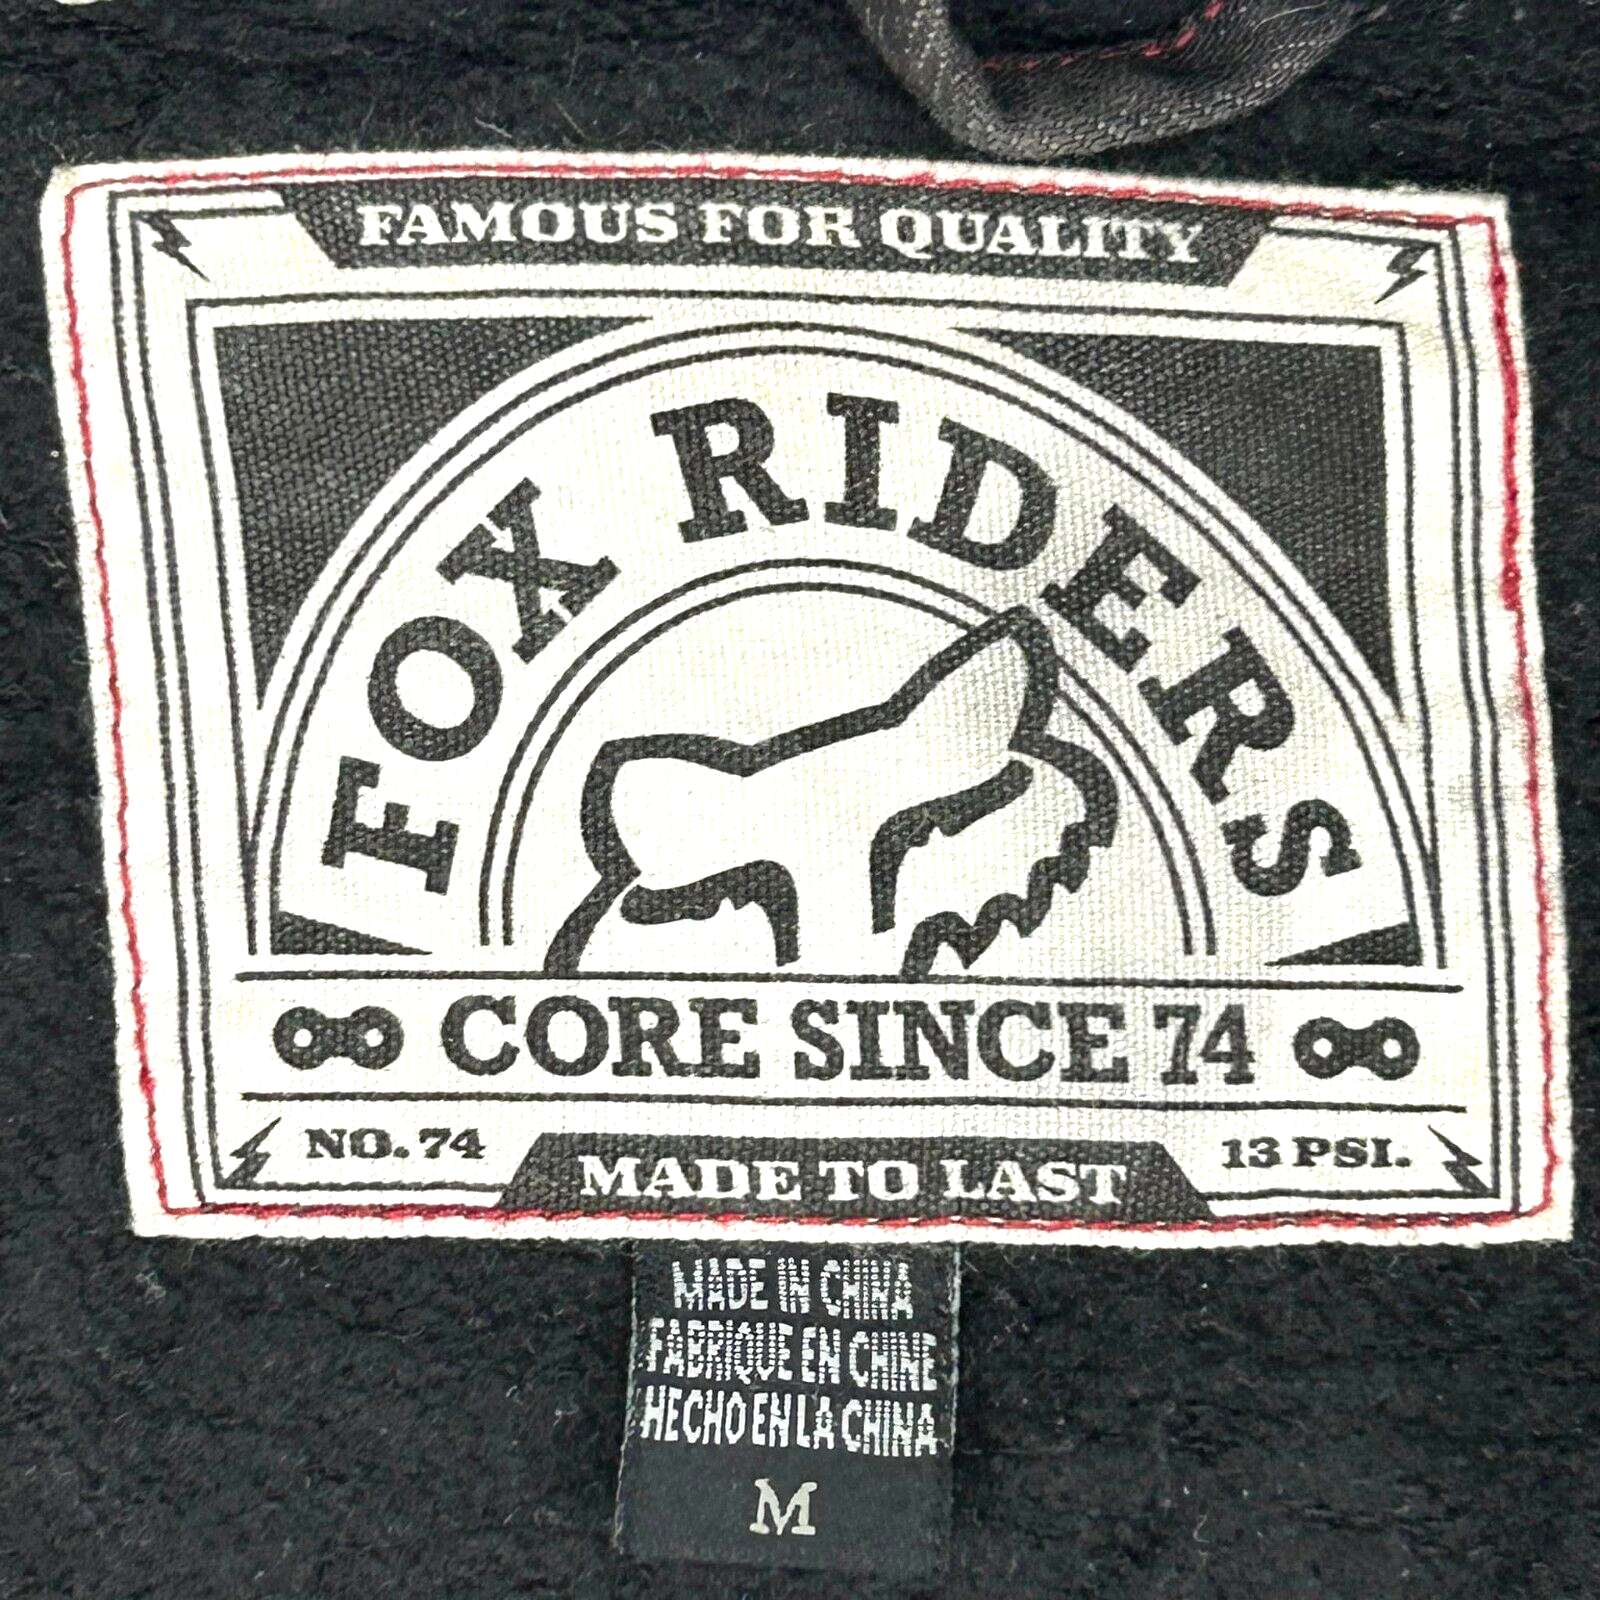 FAMOUS FOR QUALITY
FOX RIDERS
CORE SINCE 74
NO. 74
13 PSI.
MADE TO LAST
MADE IN CHINA
FABRIQUE EN CHINE
HECHO EN LA CHINA
M